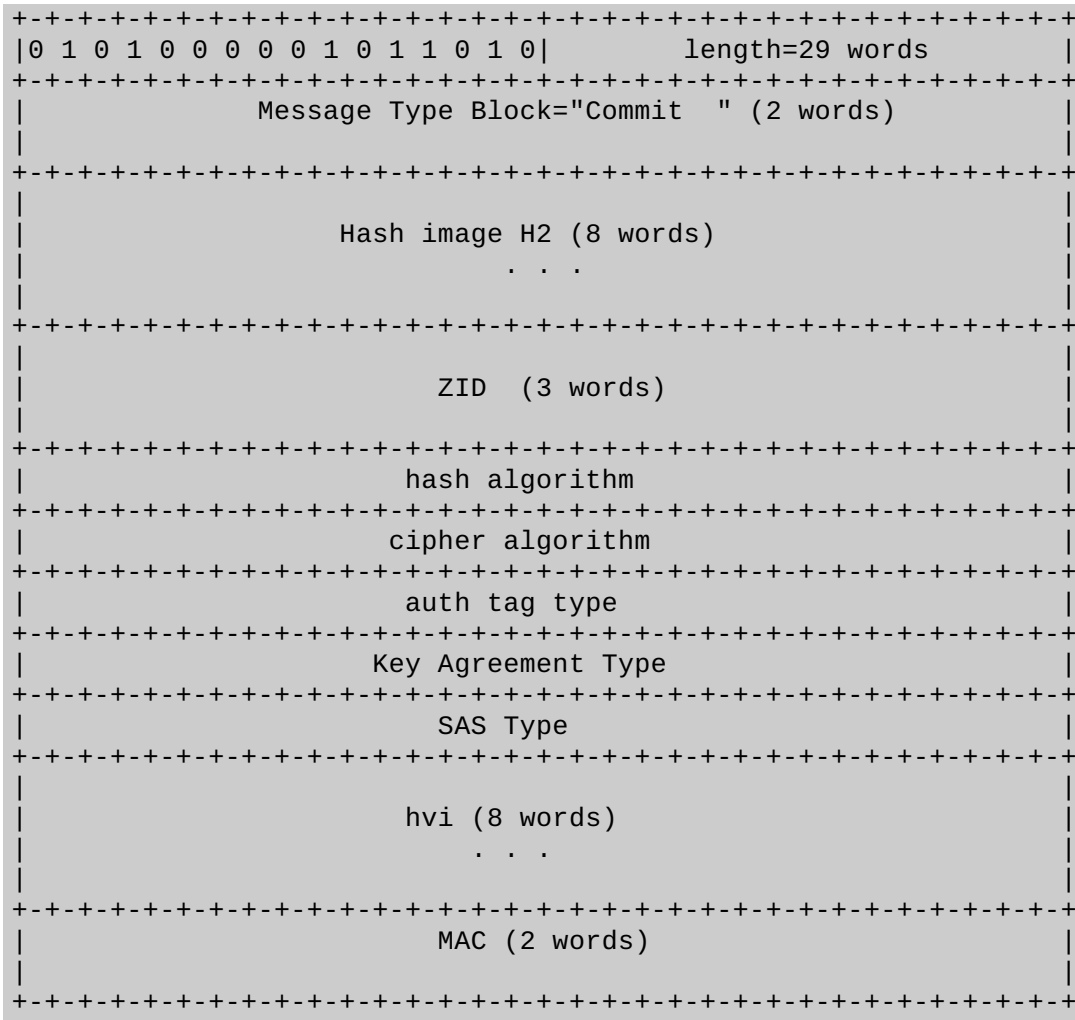 +-+-+-+-+-+-+-+-+-+-+-+-+-+-+-+-+-+-+-+-+-+-+-+-+-+-+-+-+-+-+-+-+
|0 1 0 1 0 0 0 0 0 1 0 1 1 0 1 0|        length=29 words        |
+-+-+-+-+-+-+-+-+-+-+-+-+-+-+-+-+-+-+-+-+-+-+-+-+-+-+-+-+-+-+-+-+
|              Message Type Block="Commit  " (2 words)          |
|                                                               |
+-+-+-+-+-+-+-+-+-+-+-+-+-+-+-+-+-+-+-+-+-+-+-+-+-+-+-+-+-+-+-+-+
|                                                               |
|                   Hash image H2 (8 words)                     |
|                             . . .                             |
|                                                               |
+-+-+-+-+-+-+-+-+-+-+-+-+-+-+-+-+-+-+-+-+-+-+-+-+-+-+-+-+-+-+-+-+
|                                                               |
|                         ZID  (3 words)                        |
|                                                               |
+-+-+-+-+-+-+-+-+-+-+-+-+-+-+-+-+-+-+-+-+-+-+-+-+-+-+-+-+-+-+-+-+
|                       hash algorithm                          |
+-+-+-+-+-+-+-+-+-+-+-+-+-+-+-+-+-+-+-+-+-+-+-+-+-+-+-+-+-+-+-+-+
|                      cipher algorithm                         |
+-+-+-+-+-+-+-+-+-+-+-+-+-+-+-+-+-+-+-+-+-+-+-+-+-+-+-+-+-+-+-+-+
|                       auth tag type                           |
+-+-+-+-+-+-+-+-+-+-+-+-+-+-+-+-+-+-+-+-+-+-+-+-+-+-+-+-+-+-+-+-+
|                     Key Agreement Type                        |
+-+-+-+-+-+-+-+-+-+-+-+-+-+-+-+-+-+-+-+-+-+-+-+-+-+-+-+-+-+-+-+-+
|                         SAS Type                              |
+-+-+-+-+-+-+-+-+-+-+-+-+-+-+-+-+-+-+-+-+-+-+-+-+-+-+-+-+-+-+-+-+
|                                                               |
|                       hvi (8 words)                           |
|                           . . .                               |
|                                                               |
+-+-+-+-+-+-+-+-+-+-+-+-+-+-+-+-+-+-+-+-+-+-+-+-+-+-+-+-+-+-+-+-+
|                         MAC (2 words)                         |
|                                                               |
+-+-+-+-+-+-+-+-+-+-+-+-+-+-+-+-+-+-+-+-+-+-+-+-+-+-+-+-+-+-+-+-+